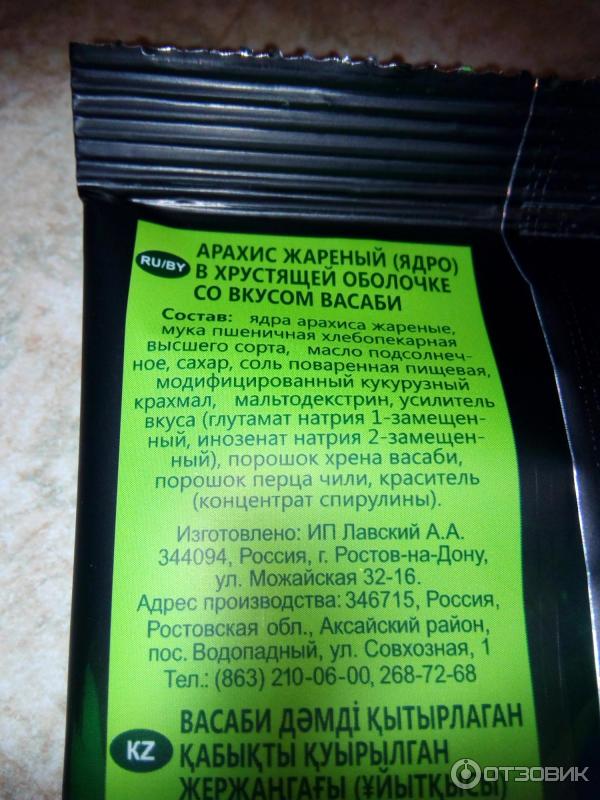 RU/BY
АРАХИС ЖАРЕНЫЙ (ЯДРО)
В ХРУСТЯЩЕЙ ОБОЛОЧКЕ
СО ВКУСОМ ВАСАБИ
Состав: ядра арахиса жареные,
мука пшеничная хлебопекарная
высшего сорта, масло подсолнеч-
ное, сахар, соль поваренная пищевая,
модифицированный кукурузный
крахмал, мальтодекстрин, усилитель
вкуса (глутамат натрия 1-замещен-
ный, инозенат натрия 2-замещен-
ный), порошок хрена васаби,
порошок перца чили, краситель
(концентрат спирулины).
Изготовлено: ИП Лавский А.А.
344094, Россия, г. Ростов-на-Дону,
ул. Можайская 32-16.
Адрес производства: 346715, Россия,
Ростовская обл., Аксайский район,
пос. Водопадный, ул. Совхозная, 1
Тел.: (863) 210-06-00, 268-72-68
KZ
ВАСАБИ ДӘМДІ ҚЫТЫРЛАҒАН
ҚАБЫҚТЫ ҚУЫРЫЛҒАН
ЖЕРЖАҢҒАҒЫ (ҰЙЫТҚЫСЫ)
ОТЗОВИК